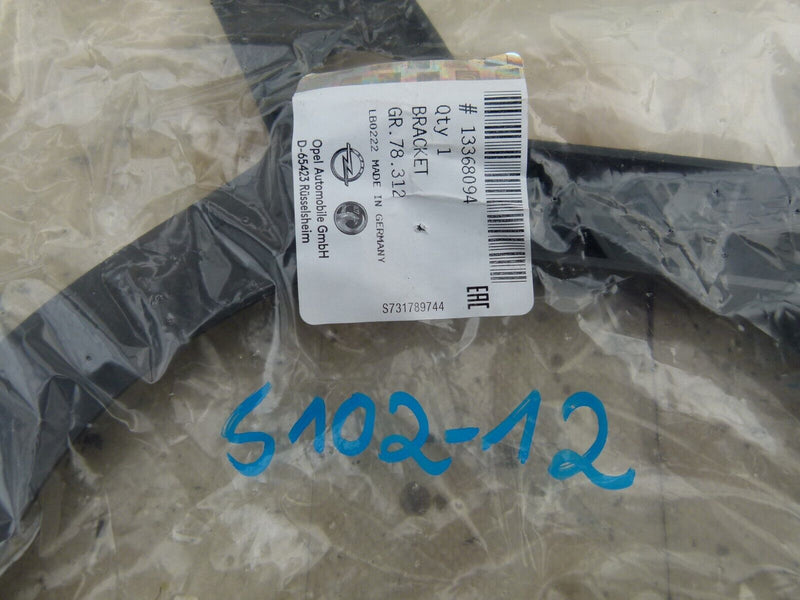 # 13368094
Qty 1
BRACKET
GR.78.312
LB0222 MADE IN GERMANY
Opel Automobile GmbH
D-65423 Rüsselsheim
EAC
S731789744
S102-12